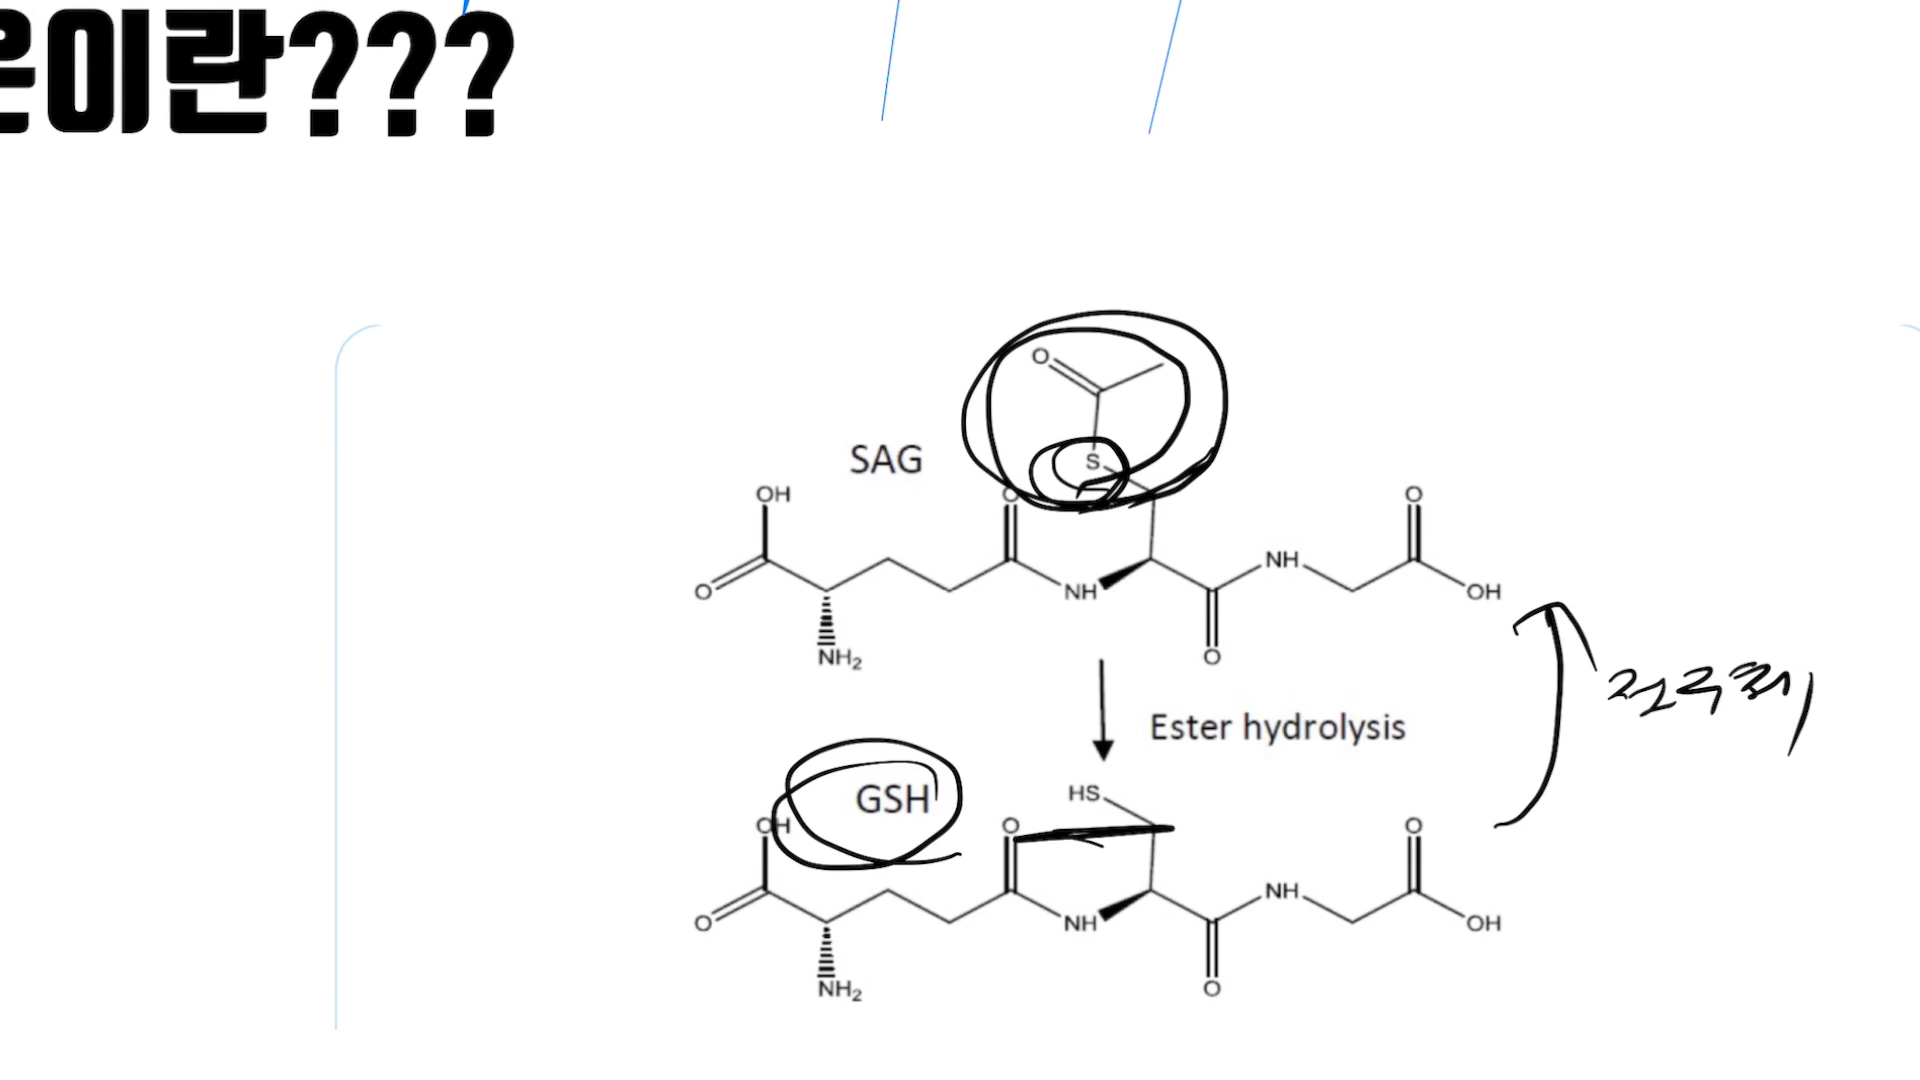 이란???
O
S
SAG
OH
O
O
O
NH
NH
OH
NH₂
O
Ester hydrolysis
GSH
HS
OH
O
O
O
NH
NH
OH
NH₂
O